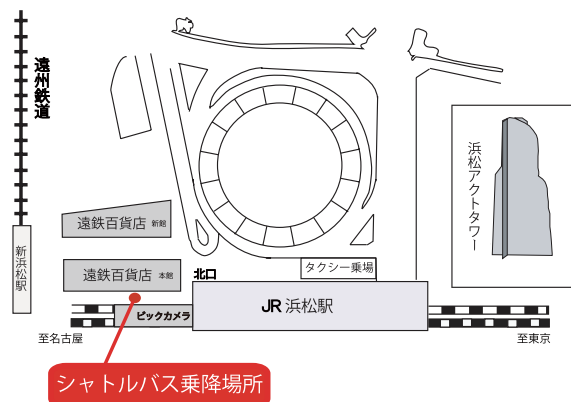 遠州鉄道
浜松アクトタワー
遠鉄百貨店 新館
新浜松駅
遠鉄百貨店 本館
北口
タクシー乗場
JR 浜松駅
ビックカメラ
至名古屋
至東京
シャトルバス乗降場所